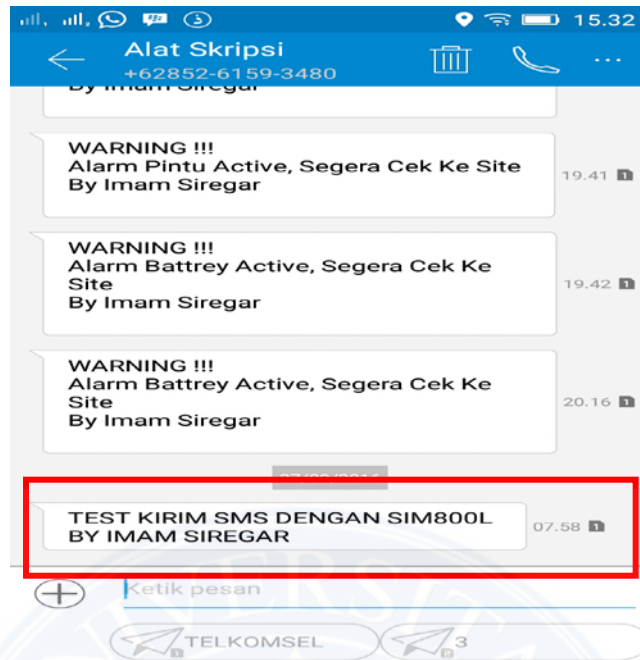 15.32
Alat Skripsi
+62852-6159-3480
By Imam Siregar
WARNING !!!
Alarm Pintu Active, Segera Cek Ke Site
By Imam Siregar
19.41
WARNING !!!
Alarm Battrey Active, Segera Cek Ke
Site
By Imam Siregar
19.42
WARNING !!!
Alarm Battrey Active, Segera Cek Ke
Site
By Imam Siregar
20.16
TEST KIRIM SMS DENGAN SIM800L
BY IMAM SIREGAR
07.58
Ketik pesan
TELKOMSEL
3